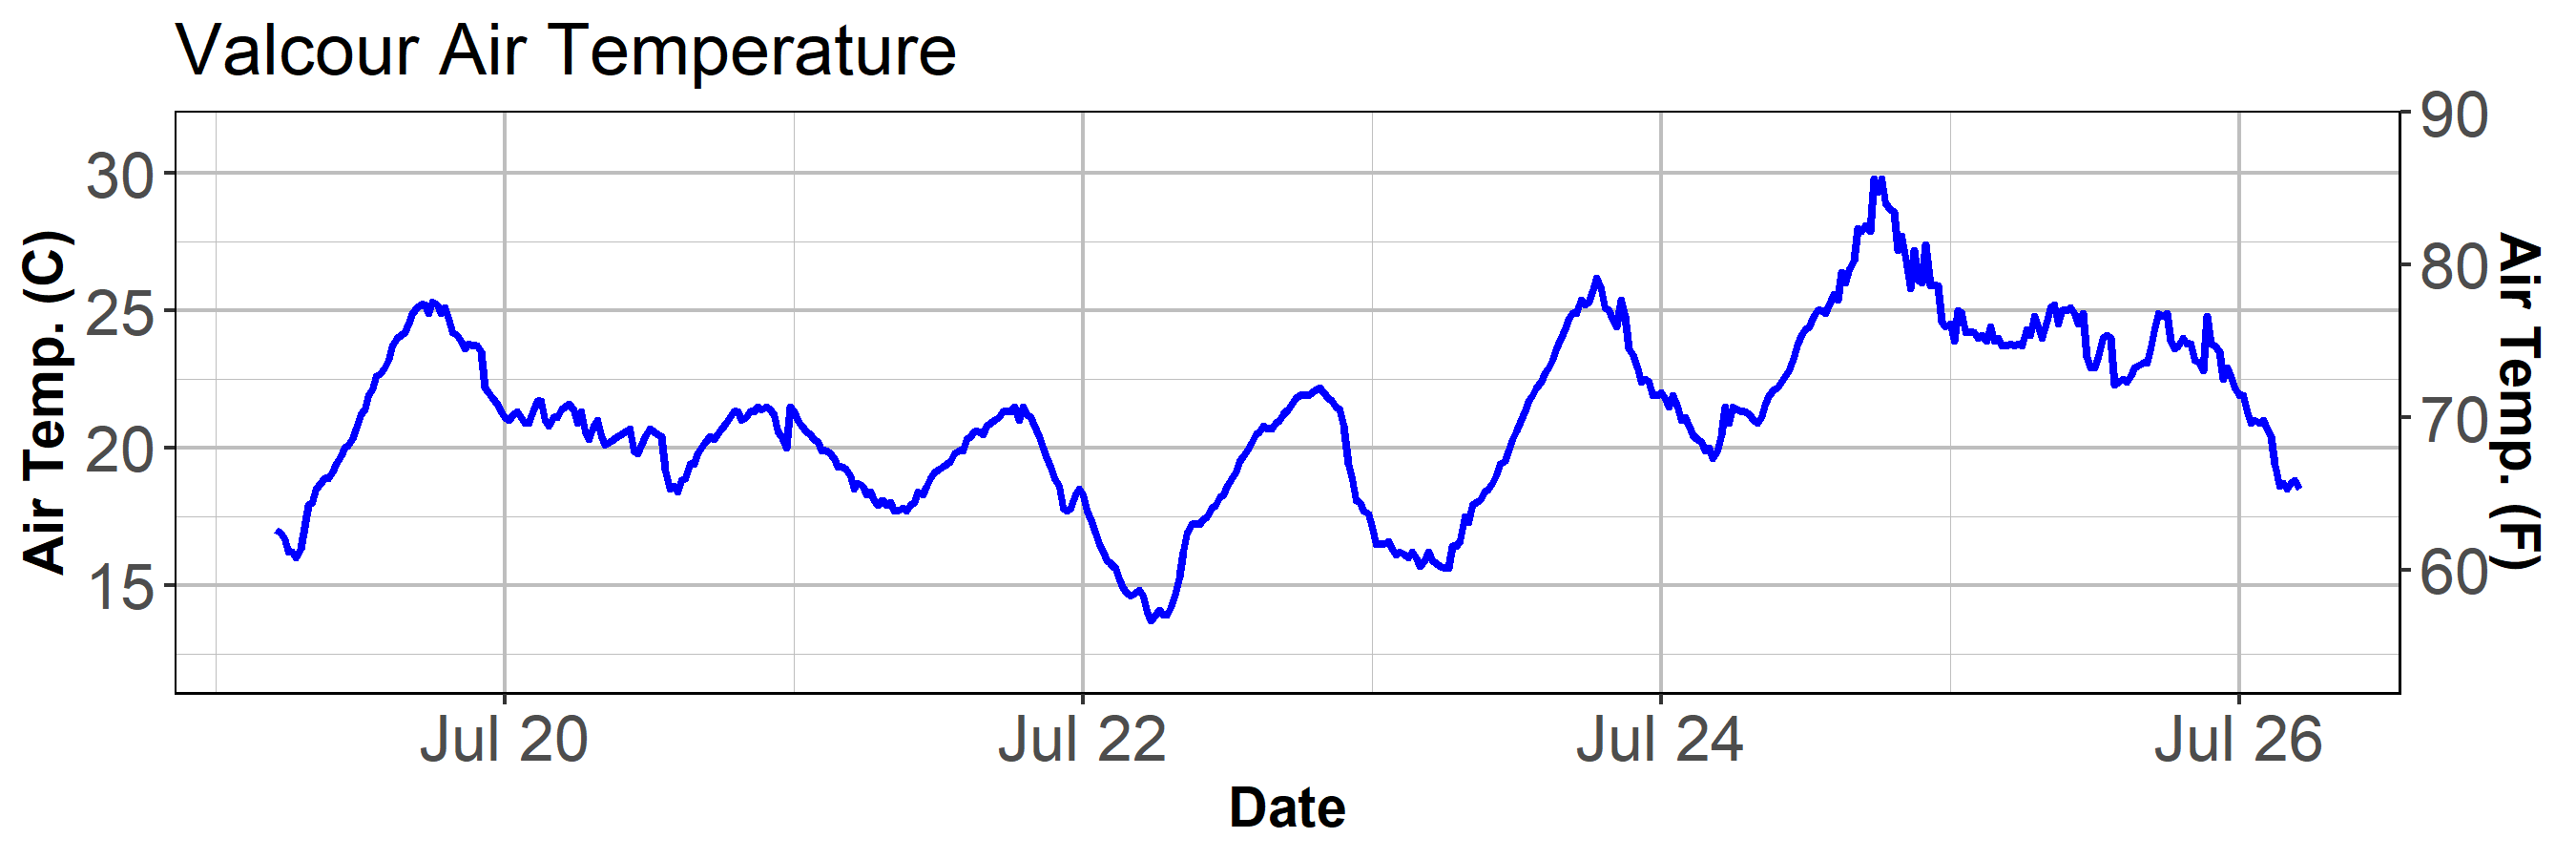 Valcour Air Temperature
Air Temp. (C)
30
25
20
15
90
80
70
60
Air Temp. (F)
Jul 20
Jul 22
Jul 24
Jul 26
Date